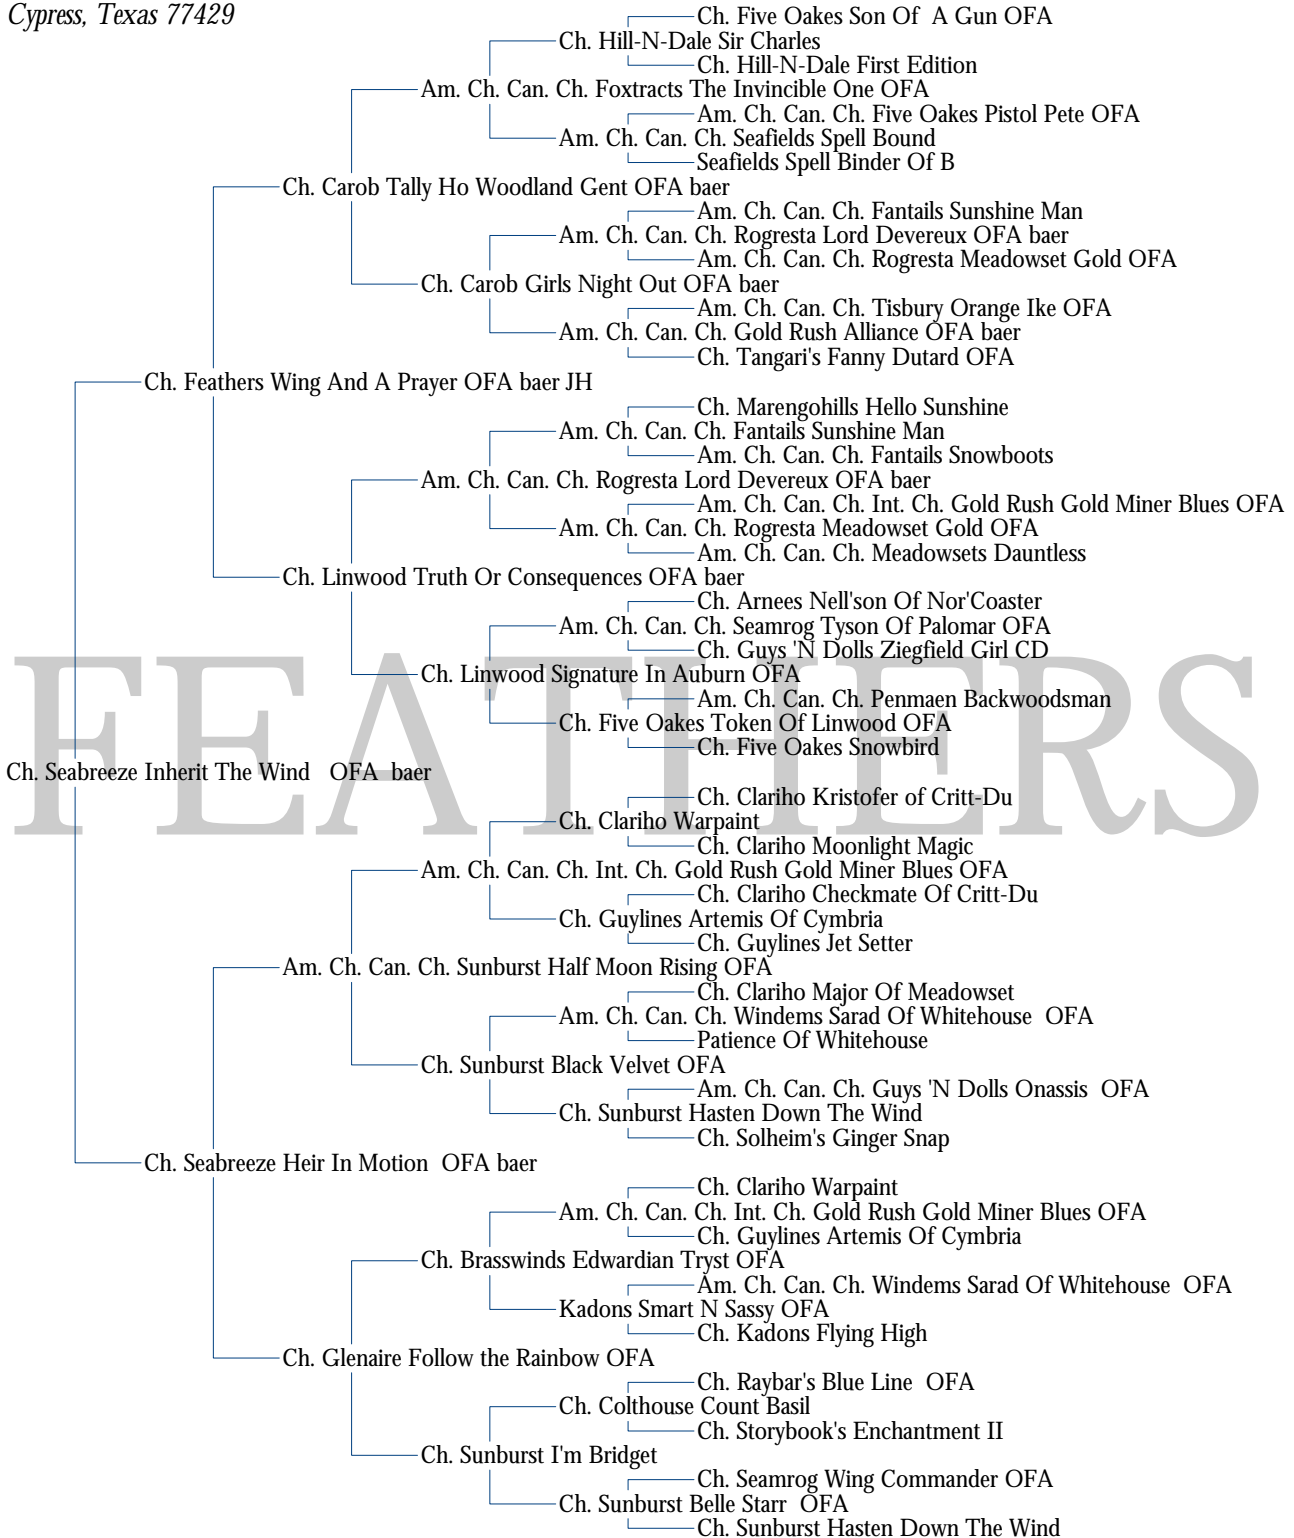 Cypress, Texas 77429
Ch. Five Oakes Son Of  A Gun OFA
Ch. Hill-N-Dale Sir Charles
Ch. Hill-N-Dale First Edition
Am. Ch. Can. Ch. Foxtracts The Invincible One OFA
Am. Ch. Can. Ch. Five Oakes Pistol Pete OFA
Am. Ch. Can. Ch. Seafields Spell Bound
Seafields Spell Binder Of B
Ch. Carob Tally Ho Woodland Gent OFA baer
Am. Ch. Can. Ch. Fantails Sunshine Man
Am. Ch. Can. Ch. Rogresta Lord Devereux OFA baer
Am. Ch. Can. Ch. Rogresta Meadowset Gold OFA
Ch. Carob Girls Night Out OFA baer
Am. Ch. Can. Ch. Tisbury Orange Ike OFA
Am. Ch. Can. Ch. Gold Rush Alliance OFA baer
Ch. Tangari's Fanny Dutard OFA
Ch. Feathers Wing And A Prayer OFA baer JH
Ch. Marengohills Hello Sunshine
Am. Ch. Can. Ch. Fantails Sunshine Man
Am. Ch. Can. Ch. Fantails Snowboots
Am. Ch. Can. Ch. Rogresta Lord Devereux OFA baer
Am. Ch. Can. Ch. Int. Ch. Gold Rush Gold Miner Blues OFA
Am. Ch. Can. Ch. Rogresta Meadowset Gold OFA
Am. Ch. Can. Ch. Meadowsets Dauntless
Ch. Linwood Truth Or Consequences OFA baer
Ch. Arnees Nell'son Of Nor'Coaster
Am. Ch. Can. Ch. Seamrog Tyson Of Palomar OFA
Ch. Guys 'N Dolls Ziegfield Girl CD
Ch. Linwood Signature In Auburn OFA
Am. Ch. Can. Ch. Penmaen Backwoodsman
Ch. Five Oakes Token Of Linwood OFA
Ch. Five Oakes Snowbird
FEATHERS
Ch. Seabreeze Inherit The Wind   OFA  baer
Ch. Clariho Kristofer of Critt-Du
Ch. Clariho Warpaint
Ch. Clariho Moonlight Magic
Am. Ch. Can. Ch. Int. Ch. Gold Rush Gold Miner Blues OFA
Ch. Clariho Checkmate Of Critt-Du
Ch. Guylines Artemis Of Cymbria
Ch. Guylines Jet Setter
Am. Ch. Can. Ch. Sunburst Half Moon Rising OFA
Ch. Clariho Major Of Meadowset
Am. Ch. Can. Ch. Windems Sarad Of Whitehouse  OFA
Patience Of Whitehouse
Ch. Sunburst Black Velvet OFA
Am. Ch. Can. Ch. Guys 'N Dolls Onassis  OFA
Ch. Sunburst Hasten Down The Wind
Ch. Solheim's Ginger Snap
Ch. Seabreeze Heir In Motion  OFA baer
Ch. Clariho Warpaint
Am. Ch. Can. Ch. Int. Ch. Gold Rush Gold Miner Blues OFA
Ch. Guylines Artemis Of Cymbria
Ch. Brasswinds Edwardian Tryst OFA
Am. Ch. Can. Ch. Windems Sarad Of Whitehouse  OFA
Kadons Smart N Sassy OFA
Ch. Kadons Flying High
Ch. Glenaire Follow the Rainbow OFA
Ch. Raybar's Blue Line  OFA
Ch. Colthouse Count Basil
Ch. Storybook's Enchantment II
Ch. Sunburst I'm Bridget
Ch. Seamrog Wing Commander OFA
Ch. Sunburst Belle Starr  OFA
Ch. Sunburst Hasten Down The Wind